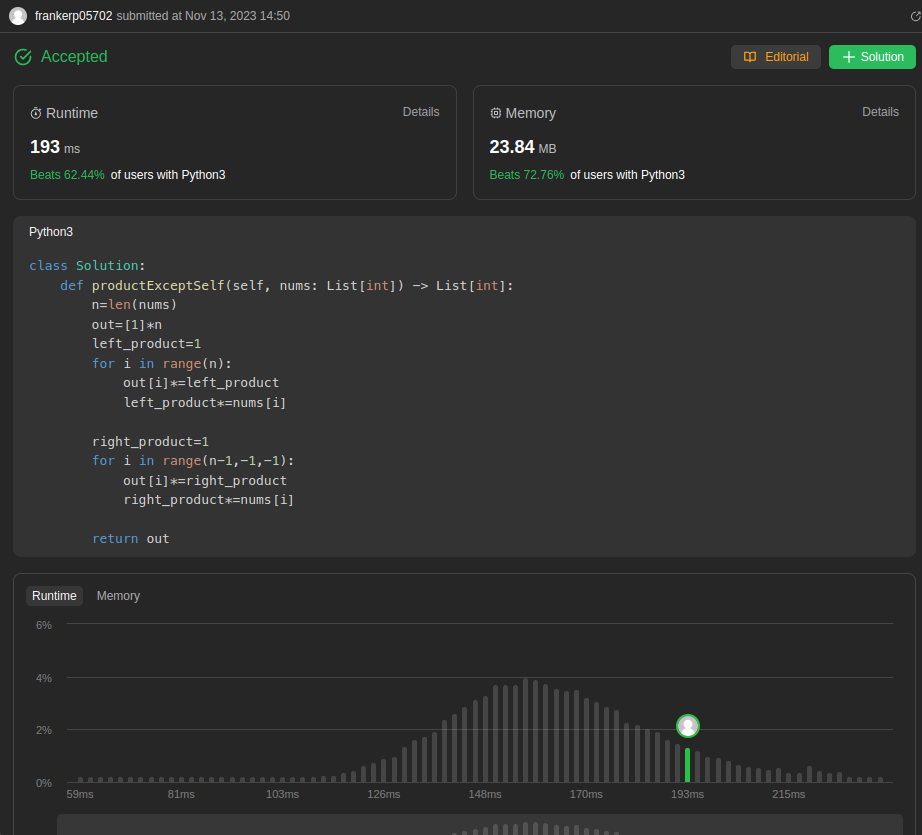 frankerp05702 submitted at Nov 13, 2023 14:50
Accepted
Editorial
Solution
Runtime Details
193 ms
Beats 62.44% of users with Python3
Memory Details
23.84 MB
Beats 72.76% of users with Python3
Python3
class Solution:
    def productExceptSelf(self, nums: List[int]) -> List[int]:
        n=len(nums)
        out=[1]*n
        left_product=1
        for i in range(n):
            out[i]*=left_product
            left_product*=nums[i]
        right_product=1
        for i in range(n-1,-1,-1):
            out[i]*=right_product
            right_product*=nums[i]
        return out
Runtime Memory
6%
4%
2%
0%
59ms 81ms 103ms 126ms 148ms 170ms 193ms 215ms